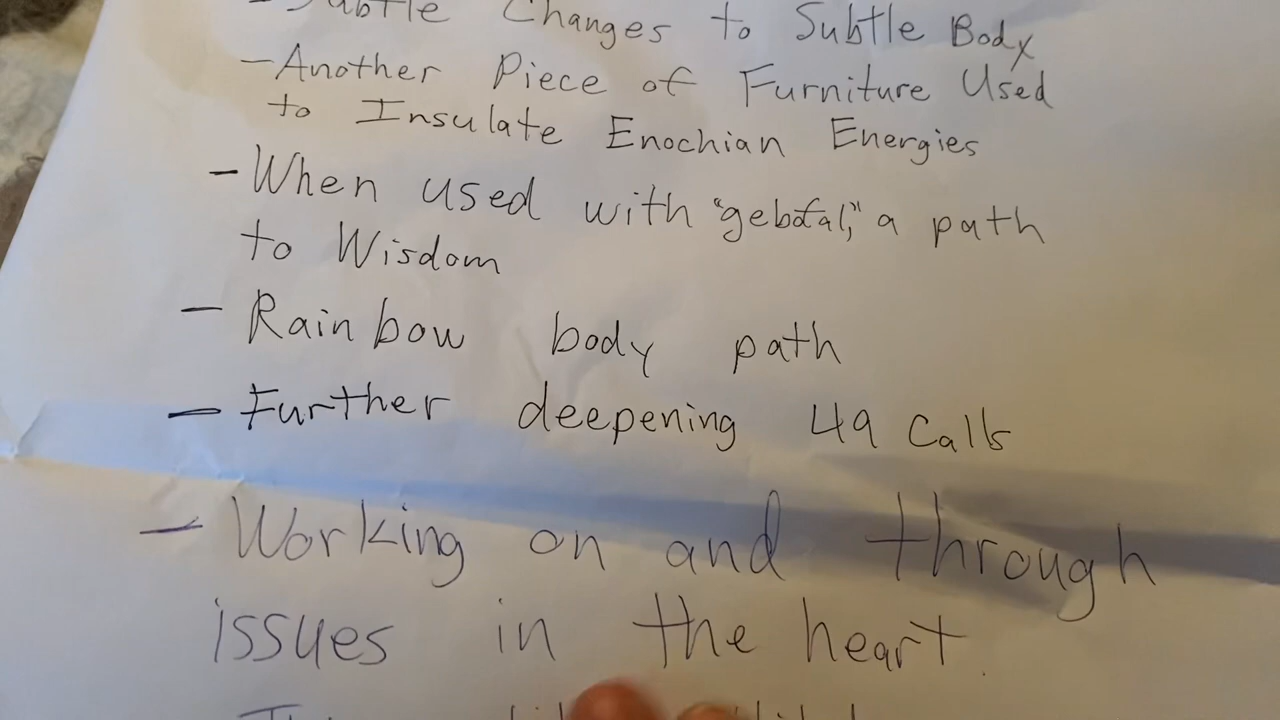 - Subtle Changes to Subtle Body
- Another Piece of Furniture Used
to Insulate Enochian Energies
- When used with "gebofal," a path
to Wisdom
- Rainbow body path
- Further deepening 49 Calls
- Working on and through
issues in the heart.